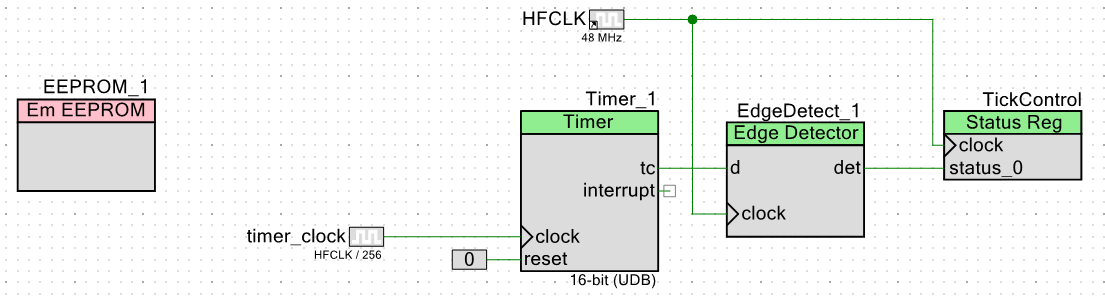 HFCLK
48 MHz
EEPROM_1
Em EEPROM
Timer_1
Timer
tc
interrupt
clock
reset
16-bit (UDB)
timer_clock
HFCLK / 256
0
EdgeDetect_1
Edge Detector
d
det
clock
TickControl
Status Reg
clock
status_0